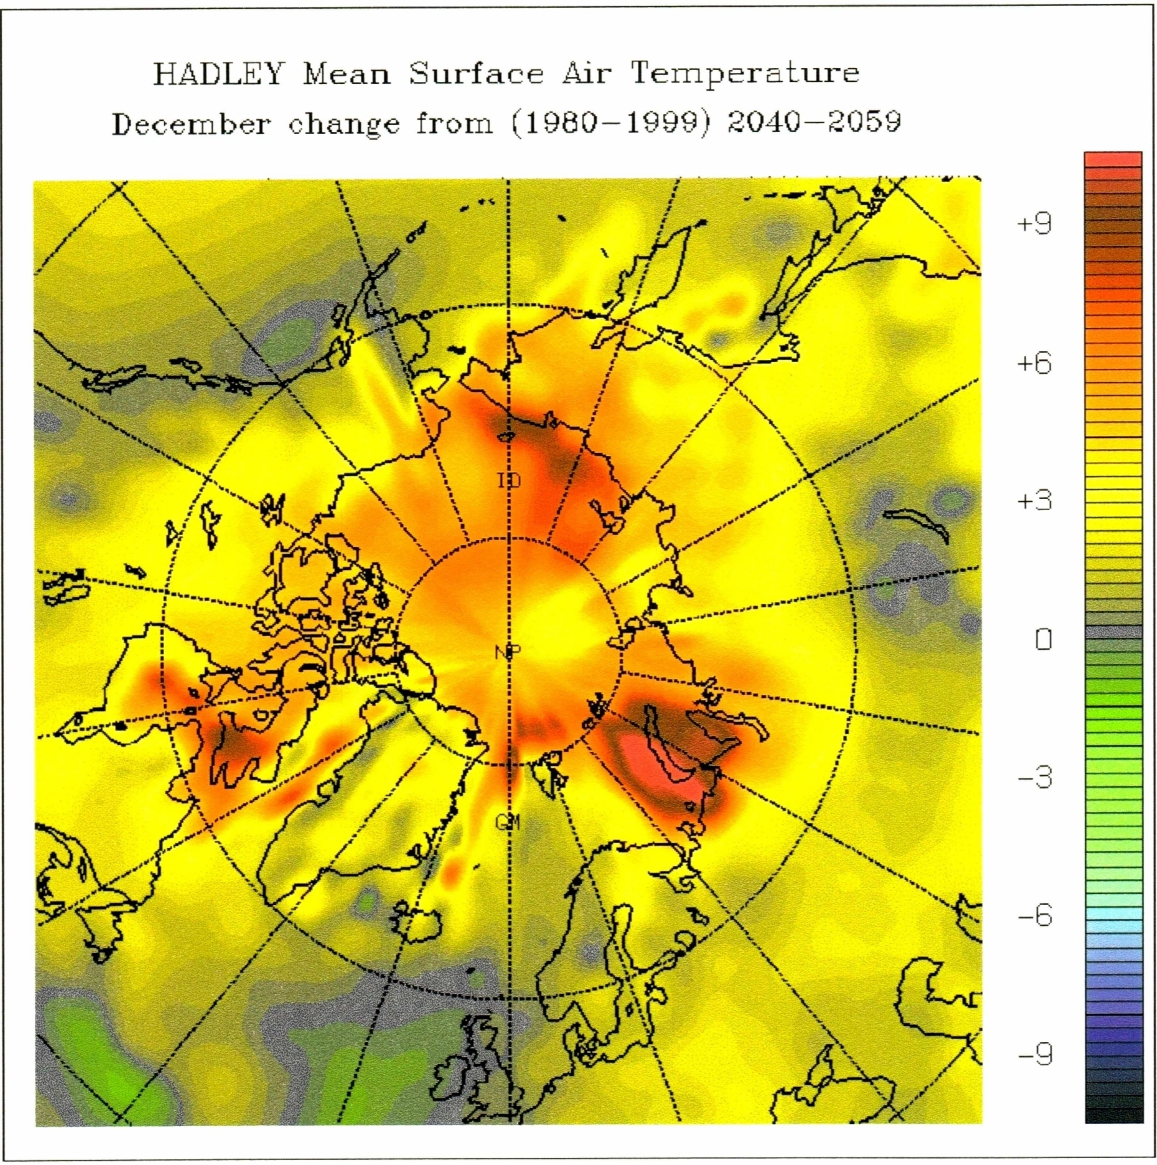 HADLEY Mean Surface Air Temperature
December change from (1980-1999) 2040-2059
+9
+6
ID
+3
NP
0
-3
GM
-6
-9